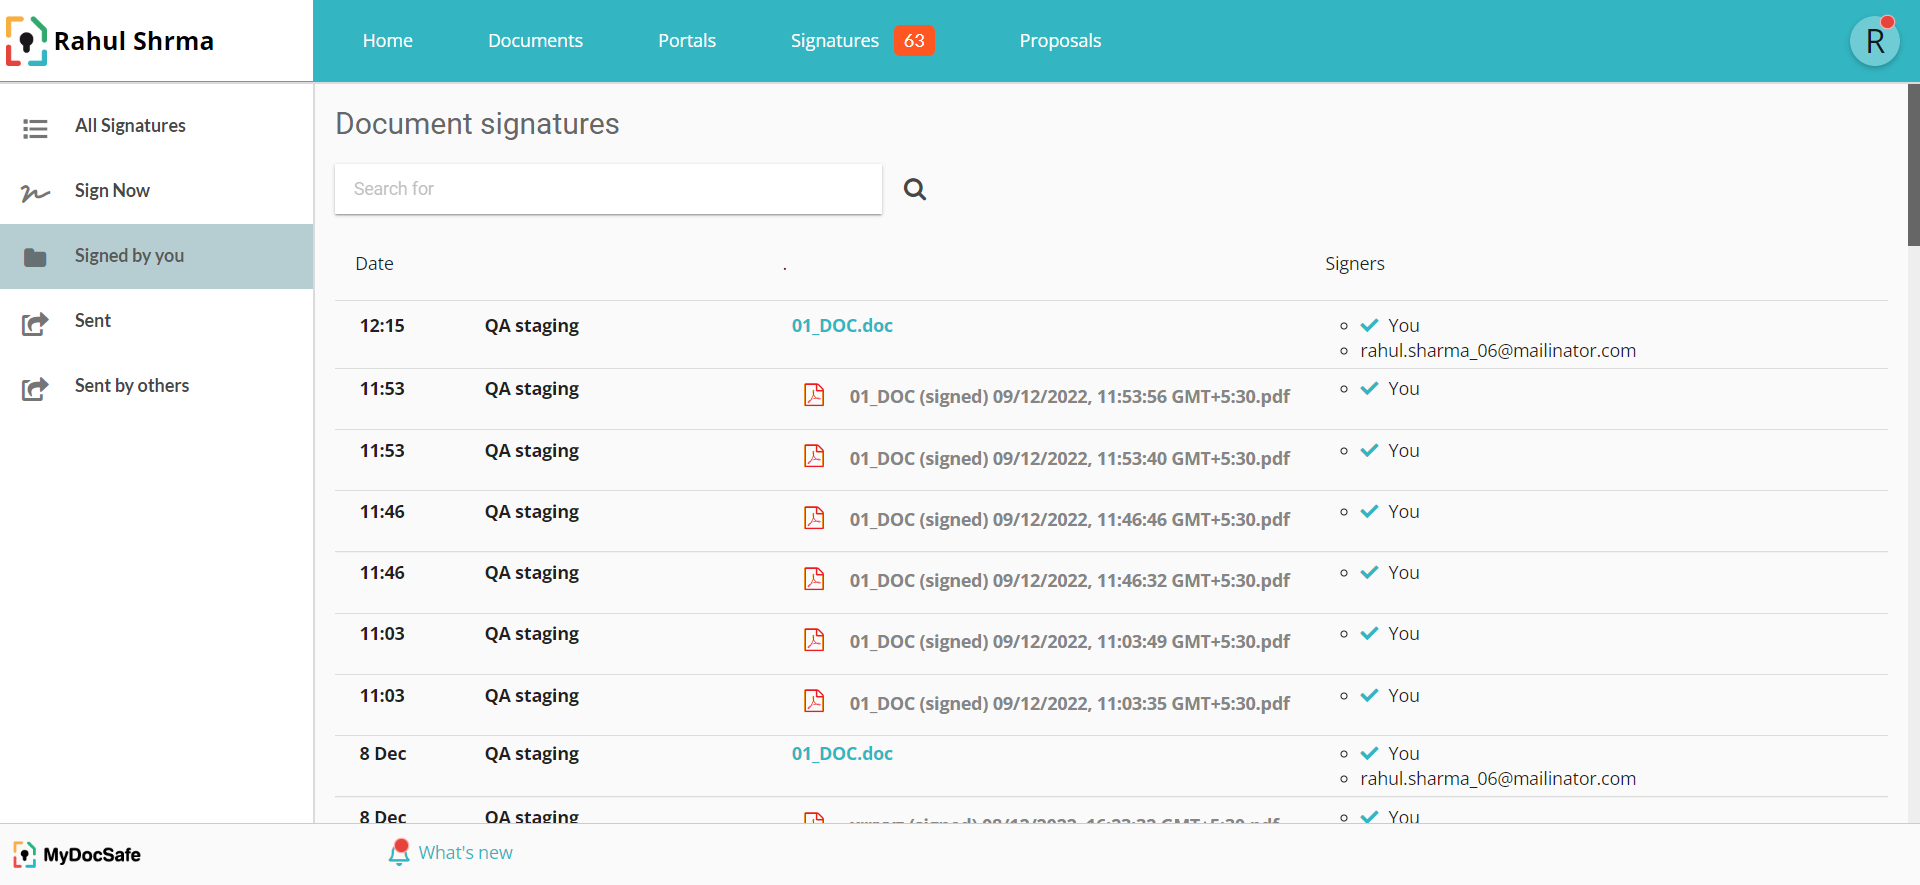 Rahul Shrma
Home Documents Portals Signatures 63 Proposals R
All Signatures
Sign Now
Signed by you
Sent
Sent by others
Document signatures
Search for
Date . Signers
12:15 QA staging 01_DOC.doc You
rahul.sharma_06@mailinator.com
11:53 QA staging 01_DOC (signed) 09/12/2022, 11:53:56 GMT+5:30.pdf You
11:53 QA staging 01_DOC (signed) 09/12/2022, 11:53:40 GMT+5:30.pdf You
11:46 QA staging 01_DOC (signed) 09/12/2022, 11:46:46 GMT+5:30.pdf You
11:46 QA staging 01_DOC (signed) 09/12/2022, 11:46:32 GMT+5:30.pdf You
11:03 QA staging 01_DOC (signed) 09/12/2022, 11:03:49 GMT+5:30.pdf You
11:03 QA staging 01_DOC (signed) 09/12/2022, 11:03:35 GMT+5:30.pdf You
8 Dec QA staging 01_DOC.doc You
rahul.sharma_06@mailinator.com
8 Dec QA staging (signed) You
MyDocSafe What's new